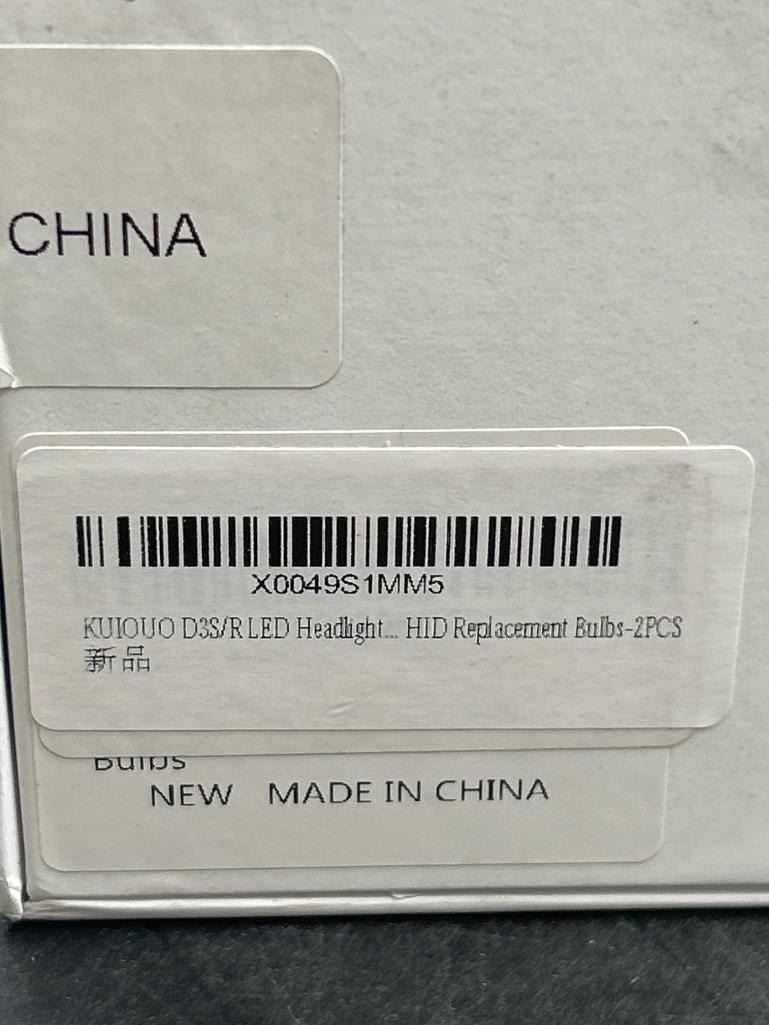 CHINA
X0049S1MM5
KUIOUO D3S/R LED Headlight... HID Replacement Bulbs-2PCS
新品
Bulbs
NEW MADE IN CHINA